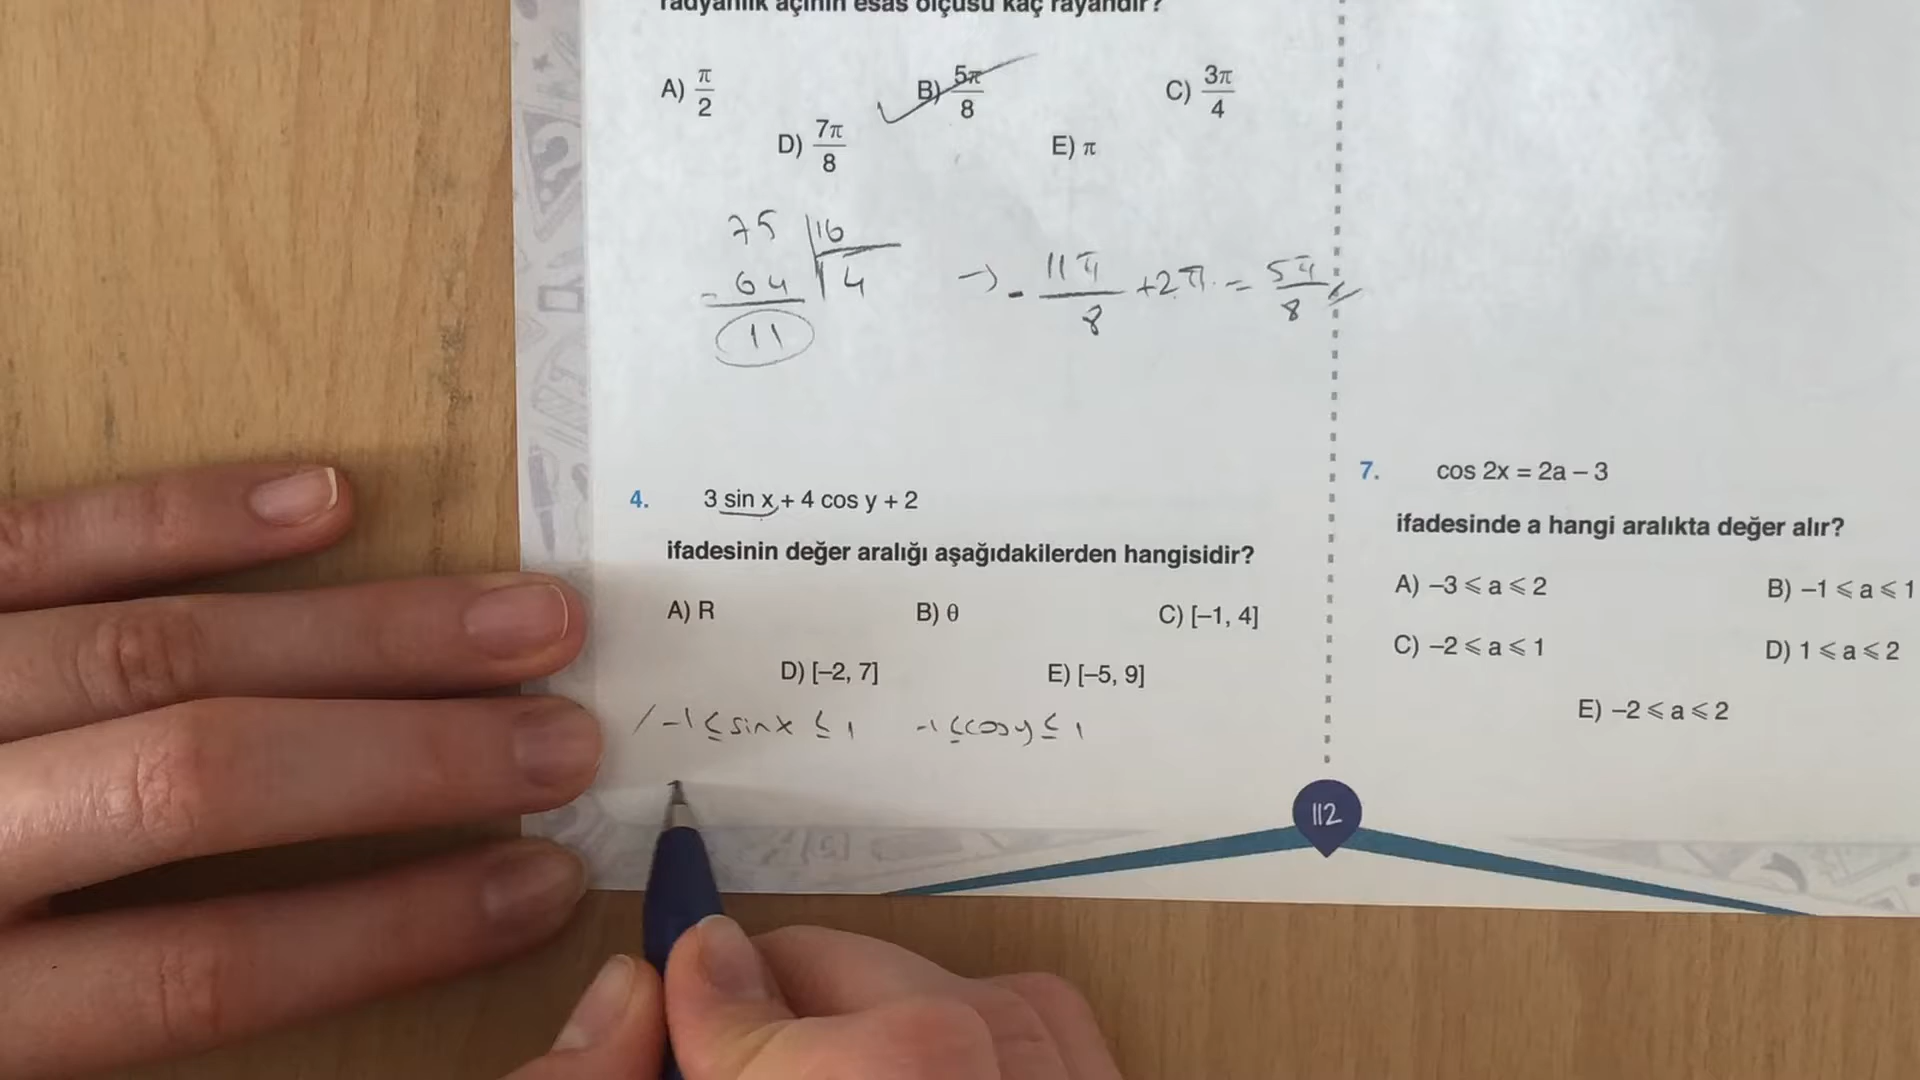 radyanlık açının esas ölçüsü kaç rayandır?
A) π/2 B) 5π/8 C) 3π/4
D) 7π/8 E) π
75 16
- 64 4 → - 11π/8 + 2π = 5π/8
11
4. 3 sin x + 4 cos y + 2
ifadesinin değer aralığı aşağıdakilerden hangisidir?
A) R B) θ C) [–1, 4]
D) [–2, 7] E) [–5, 9]
/ -1 ≤ sinx ≤ 1 -1 ≤ cosy ≤ 1
7. cos 2x = 2a – 3
ifadesinde a hangi aralıkta değer alır?
A) –3 ⩽ a ⩽ 2 B) –1 ⩽ a ⩽ 1
C) –2 ⩽ a ⩽ 1 D) 1 ⩽ a ⩽ 2
E) –2 ⩽ a ⩽ 2
112